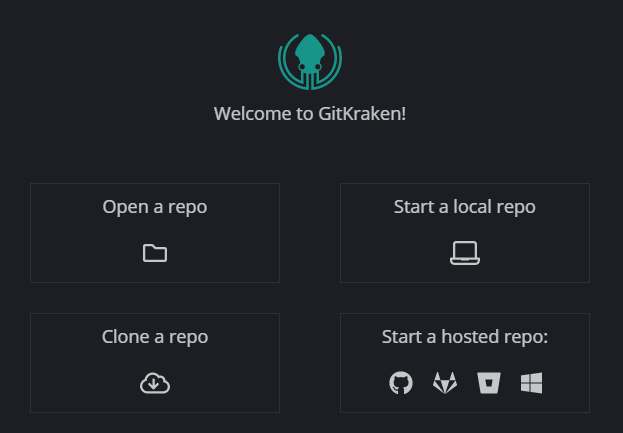 Welcome to GitKraken!
Open a repo
Start a local repo
Clone a repo
Start a hosted repo: